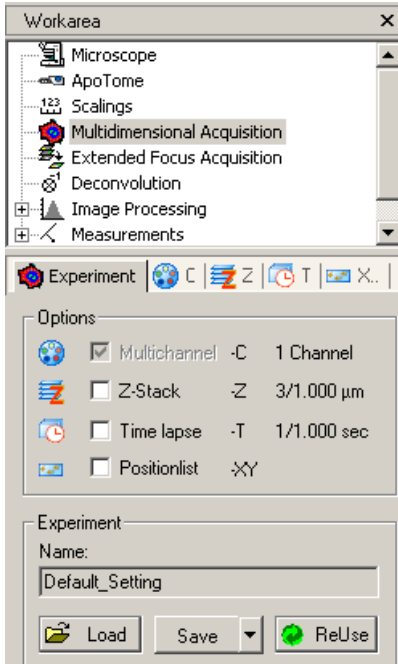 Workarea
Microscope
ApoTome
123 Scalings
Multidimensional Acquisition
Extended Focus Acquisition
Deconvolution
Image Processing
Measurements
Experiment C Z T X..
Options
Multichannel -C 1 Channel
Z-Stack -Z 3/1.000 µm
Time lapse -T 1/1.000 sec
Positionlist -XY
Experiment
Name:
Default_Setting
Load Save ReUse